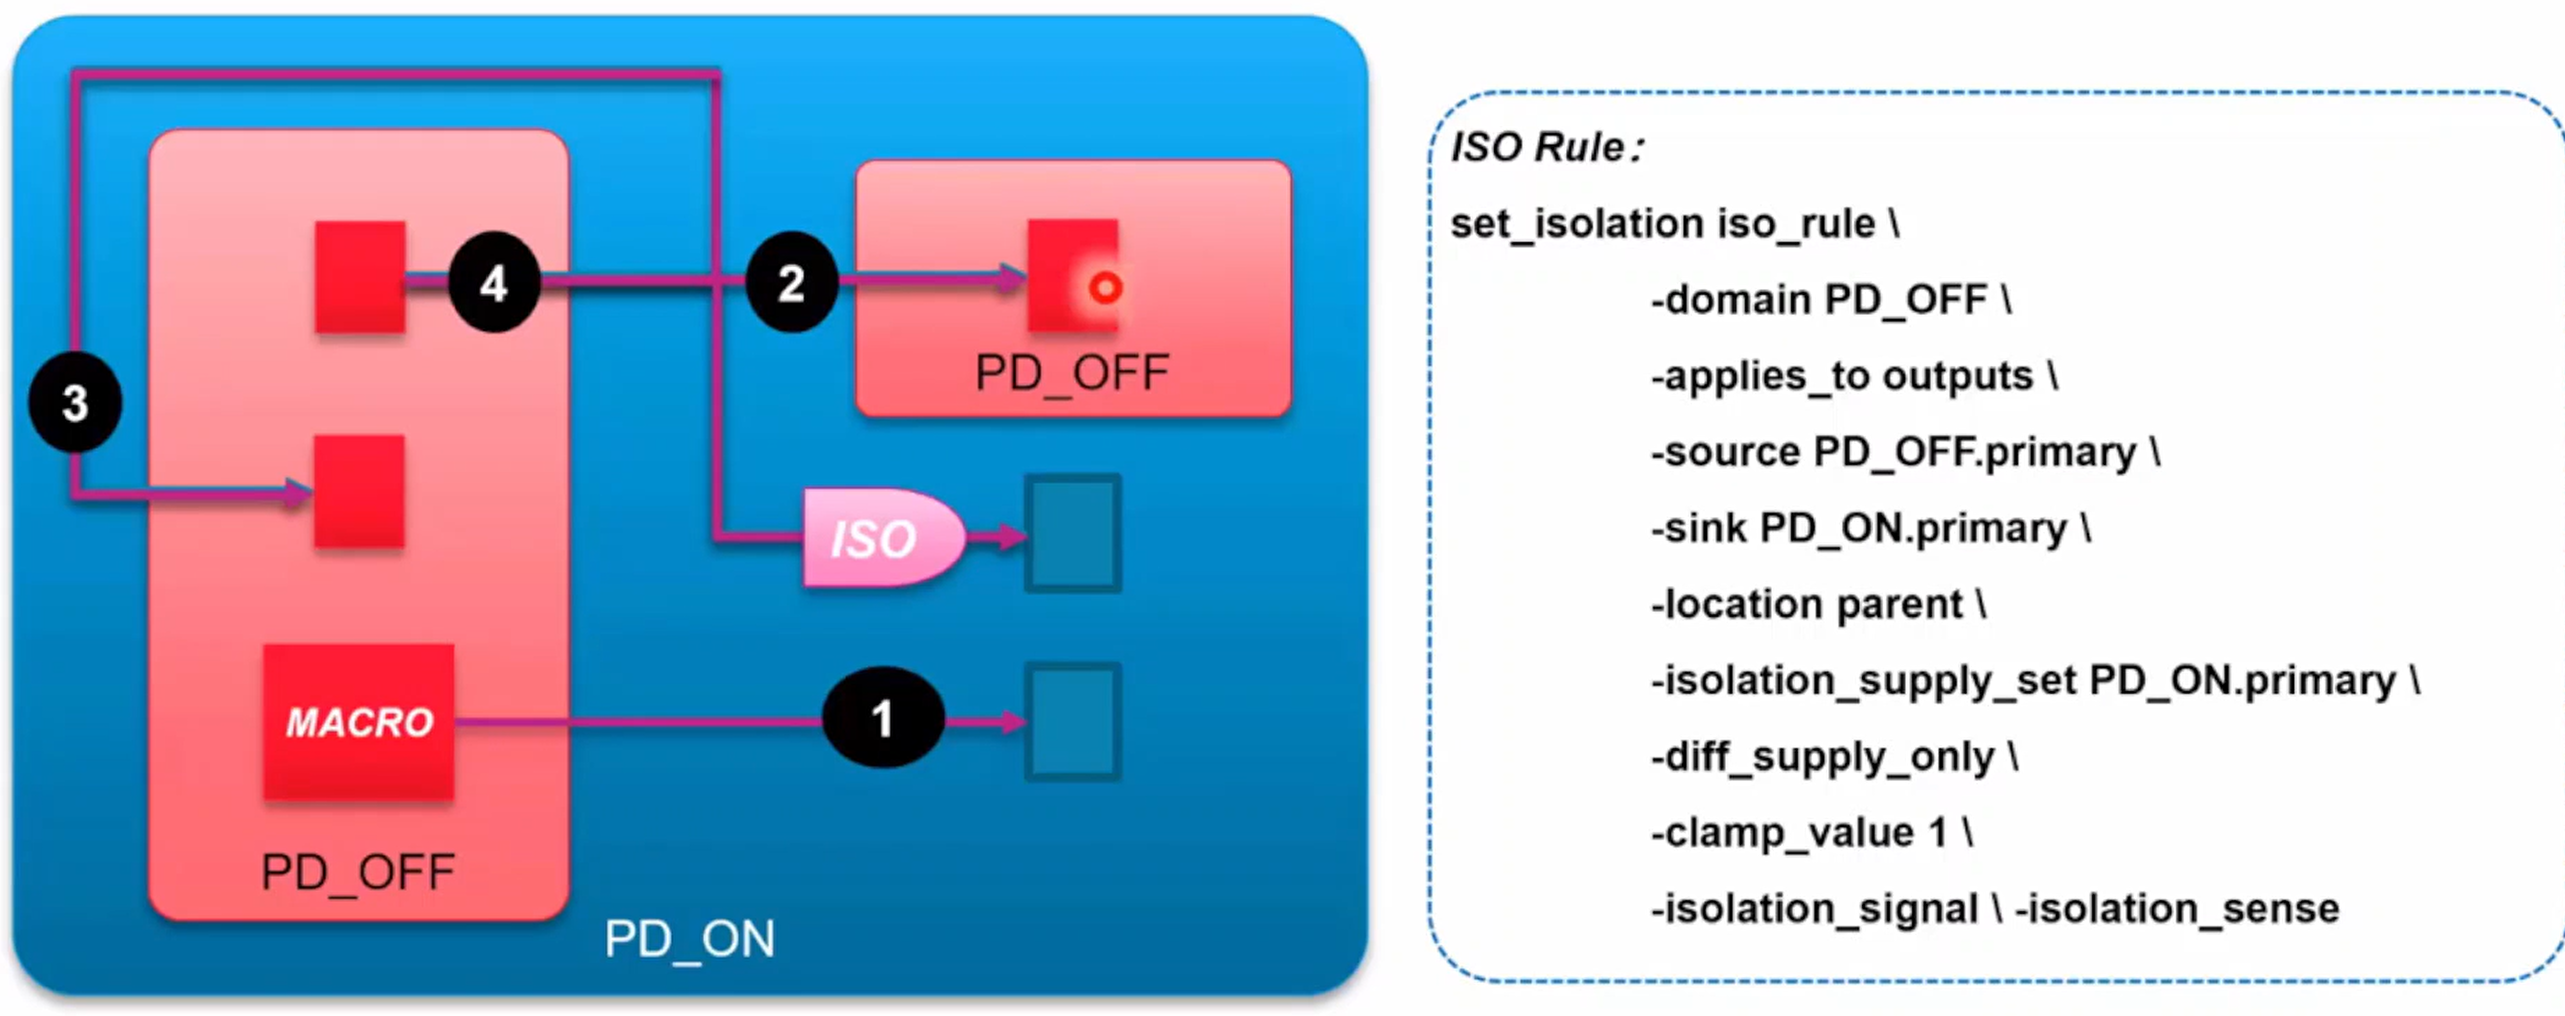 4
2
PD_OFF
3
ISO
MACRO
1
PD_OFF
PD_ON
ISO Rule:
set_isolation iso_rule \
-domain PD_OFF \
-applies_to outputs \
-source PD_OFF.primary \
-sink PD_ON.primary \
-location parent \
-isolation_supply_set PD_ON.primary \
-diff_supply_only \
-clamp_value 1 \
-isolation_signal \ -isolation_sense